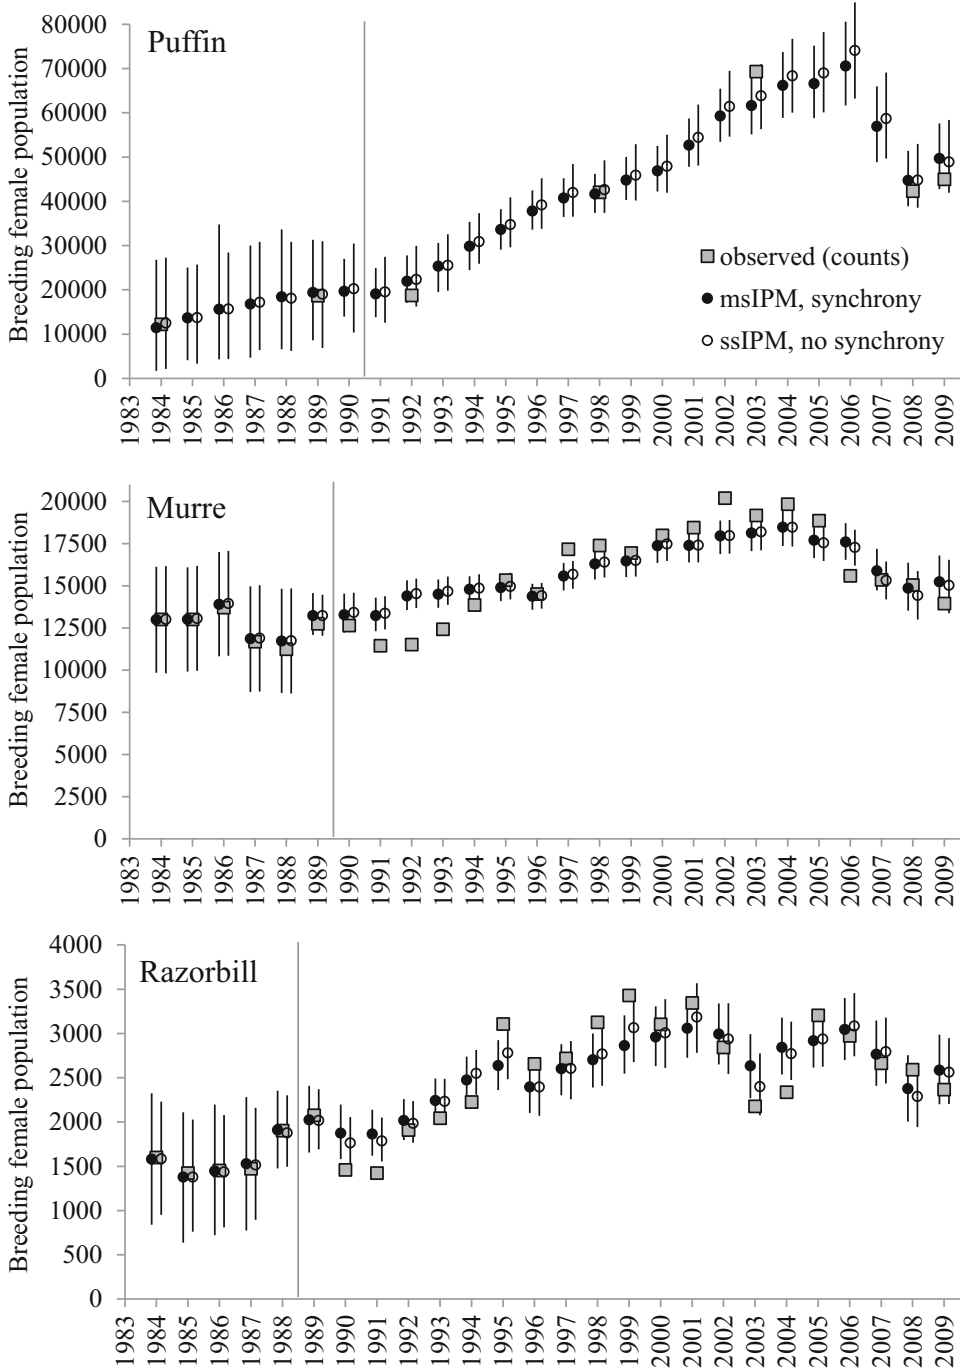 Puffin
Breeding female population
80000
70000
60000
50000
40000
30000
20000
10000
0
observed (counts)
msIPM, synchrony
ssIPM, no synchrony
1983 1984 1985 1986 1987 1988 1989 1990 1991 1992 1993 1994 1995 1996 1997 1998 1999 2000 2001 2002 2003 2004 2005 2006 2007 2008 2009
Murre
Breeding female population
20000
17500
15000
12500
10000
7500
5000
2500
0
1983 1984 1985 1986 1987 1988 1989 1990 1991 1992 1993 1994 1995 1996 1997 1998 1999 2000 2001 2002 2003 2004 2005 2006 2007 2008 2009
Razorbill
Breeding female population
4000
3500
3000
2500
2000
1500
1000
500
0
1983 1984 1985 1986 1987 1988 1989 1990 1991 1992 1993 1994 1995 1996 1997 1998 1999 2000 2001 2002 2003 2004 2005 2006 2007 2008 2009